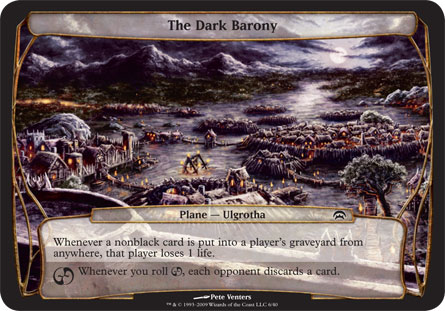 The Dark Barony
Plane — Ulgrotha
Whenever a nonblack card is put into a player's graveyard from
anywhere, that player loses 1 life.
Whenever you roll , each opponent discards a card.
Pete Venters
™ & © 1993-2009 Wizards of the Coast LLC 6/40